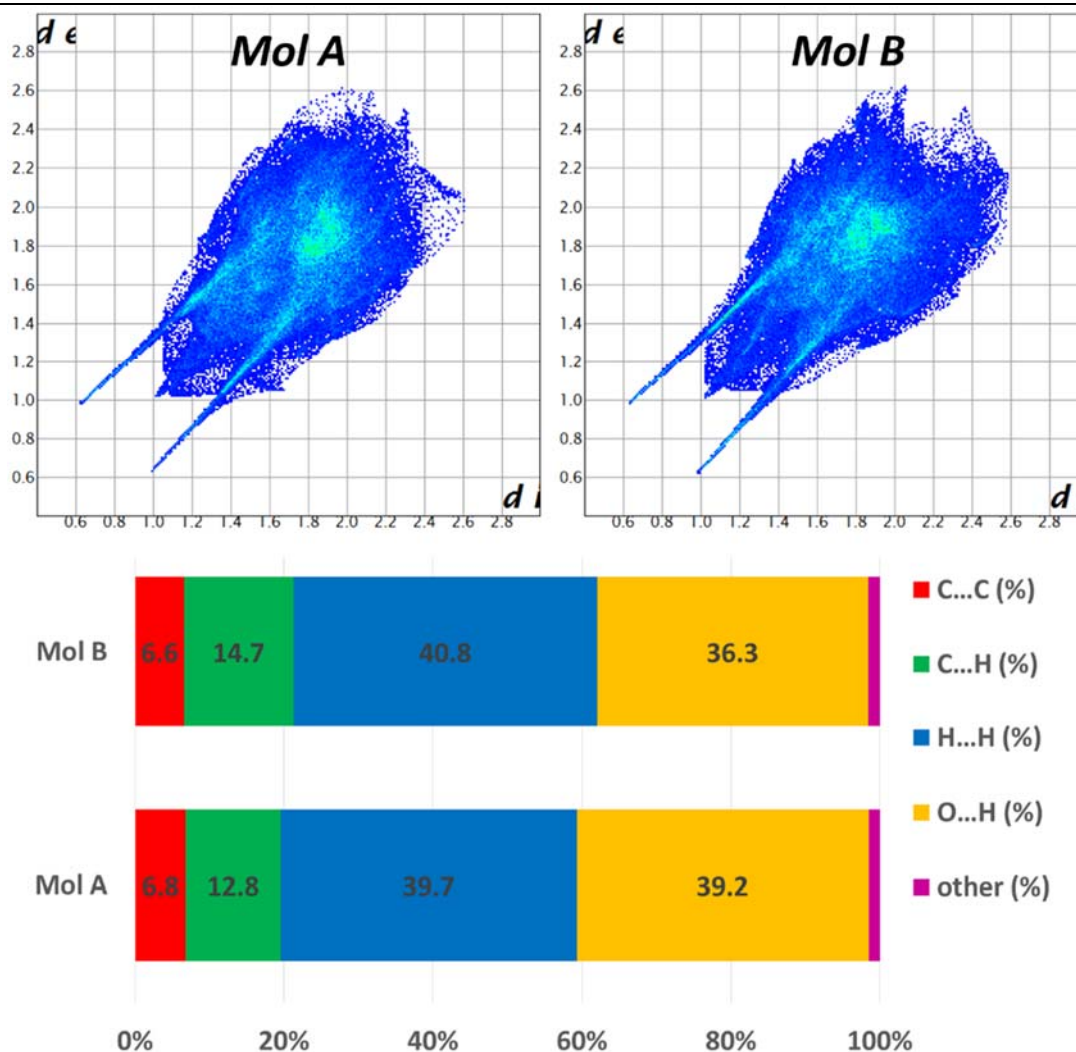 d e Mol A
2.8
2.6
2.4
2.2
2.0
1.8
1.6
1.4
1.2
1.0
0.8
0.6
d i
0.6 0.8 1.0 1.2 1.4 1.6 1.8 2.0 2.2 2.4 2.6 2.8
d e Mol B
2.8
2.6
2.4
2.2
2.0
1.8
1.6
1.4
1.2
1.0
0.8
0.6
d
0.6 0.8 1.0 1.2 1.4 1.6 1.8 2.0 2.2 2.4 2.6 2.8
Mol B 6.6 14.7 40.8 36.3
Mol A 6.8 12.8 39.7 39.2
0% 20% 40% 60% 80% 100%
C...C (%)
C...H (%)
H...H (%)
O...H (%)
other (%)